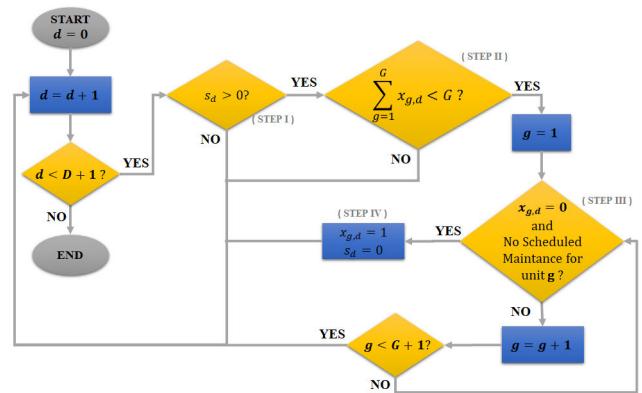 START
d = 0
d = d + 1
d < D + 1 ?
YES
NO
END
s_d > 0?
( STEP I )
YES
NO
( STEP II )
G
∑ x_{g,d} < G ?
g=1
YES
NO
g = 1
( STEP III )
x_{g,d} = 0
and
No Scheduled
Maintance for
unit g ?
YES
NO
( STEP IV )
x_{g,d} = 1
s_d = 0
g = g + 1
g < G + 1?
YES
NO